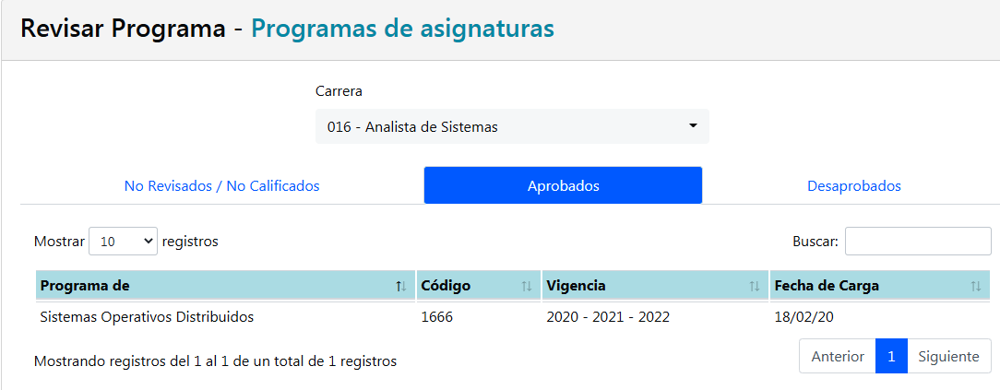 Revisar Programa - Programas de asignaturas
Carrera
016 - Analista de Sistemas
No Revisados / No Calificados Aprobados Desaprobados
Mostrar 10 registros Buscar:
Programa de Código Vigencia Fecha de Carga
Sistemas Operativos Distribuidos 1666 2020 - 2021 - 2022 18/02/20
Mostrando registros del 1 al 1 de un total de 1 registros Anterior 1 Siguiente